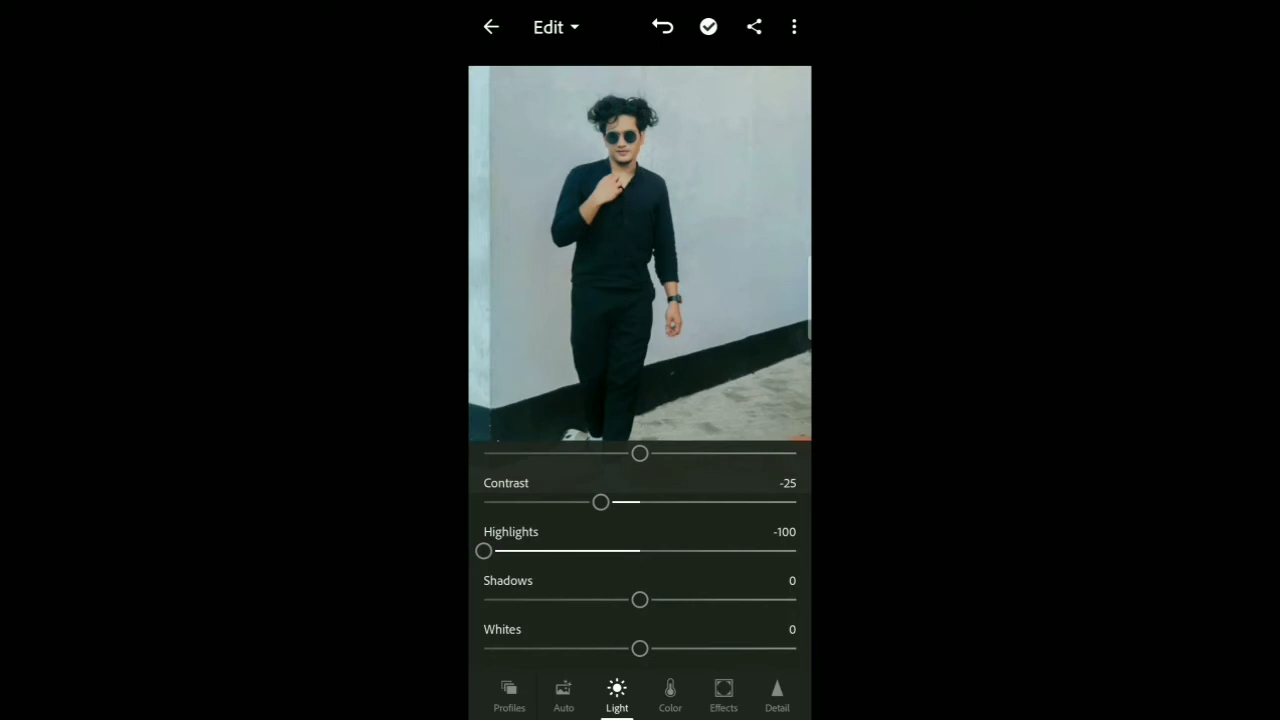 Edit
Contrast -25
Highlights -100
Shadows 0
Whites 0
Profiles Auto Light Color Effects Detail